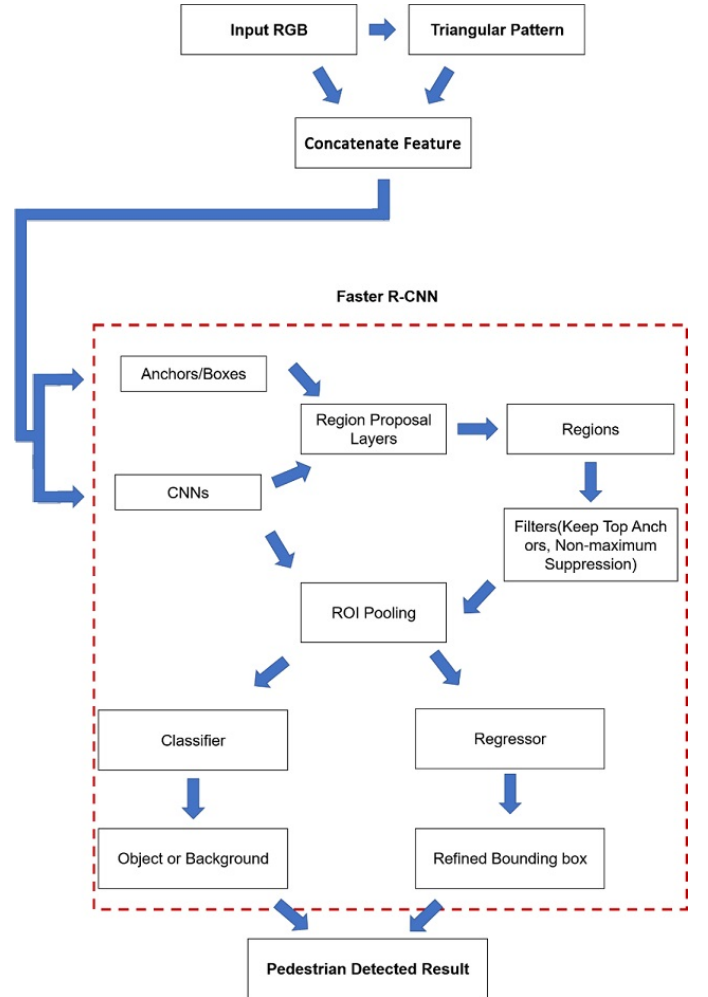 Input RGB
Triangular Pattern
Concatenate Feature
Faster R-CNN
Anchors/Boxes
Region Proposal
Layers
Regions
CNNs
Filters(Keep Top Anch
ors, Non-maximum
Suppression)
ROI Pooling
Classifier
Regressor
Object or Background
Refined Bounding box
Pedestrian Detected Result